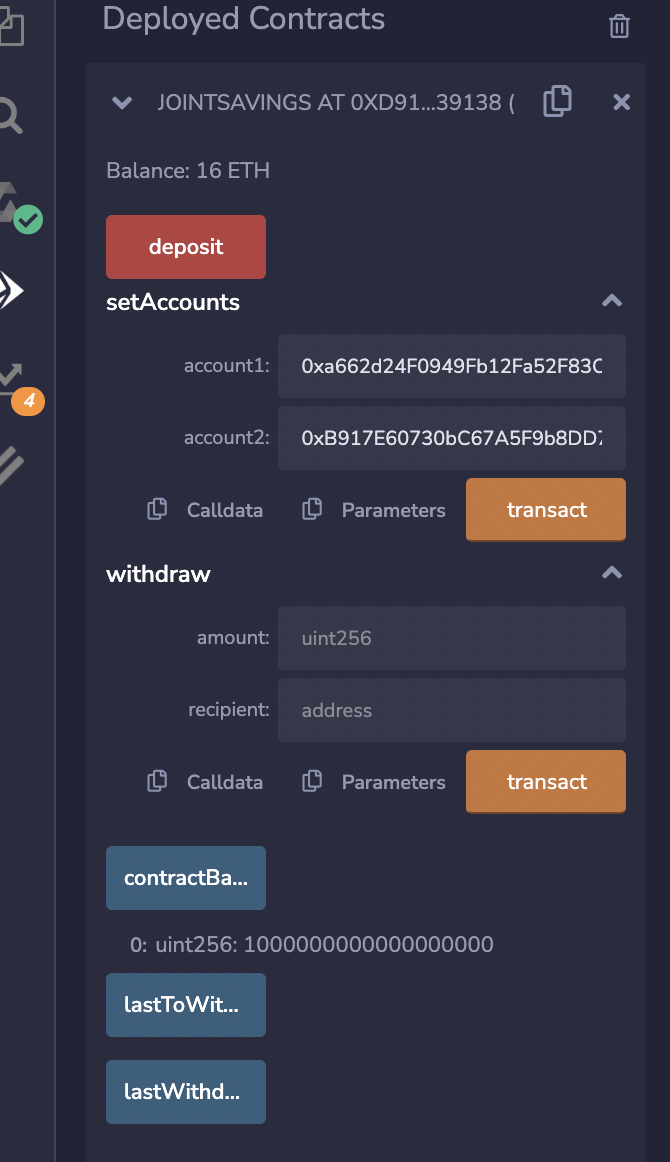 Deployed Contracts
JOINTSAVINGS AT 0XD91...39138 (
Balance: 16 ETH
deposit
setAccounts
account1: 0xa662d24F0949Fb12Fa52F83C
account2: 0xB917E60730bC67A5F9b8DD7
Calldata Parameters transact
4
withdraw
amount: uint256
recipient: address
Calldata Parameters transact
contractBa...
0: uint256: 1000000000000000000
lastToWit...
lastWithd...